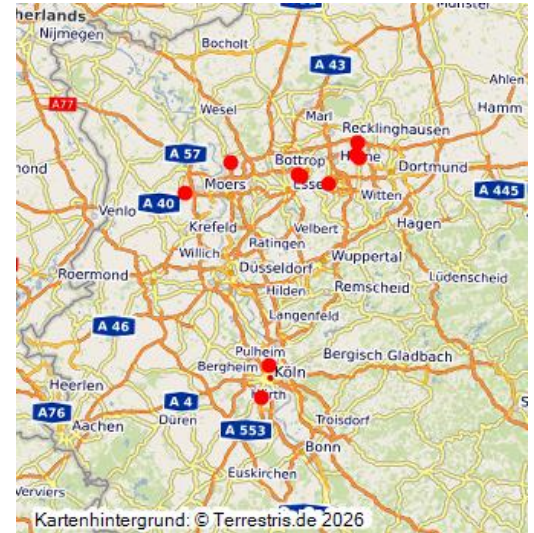 herlands
Nijmegen
Münster
Bocholt
A 43
Ahlen
A77
Wesel
Marl
Hamm
Recklinghausen
A 57
Bottrop
Dortmund
mond
Moers
Witten
A 445
Venlo
A 40
Krefeld
Velbert
Hagen
Ratingen
Willich
Wuppertal
Düsseldorf
Roermond
Lüdenscheid
Hilden
Remscheid
Langenfeld
A 46
Pulheim
Bergisch Gladbach
Bergheim
Köln
Heerlen
A 4
A76
Düren
Troisdorf
Aachen
A 553
Bonn
Euskirchen
Verviers
Kartenhintergrund: © Terrestris.de 2026